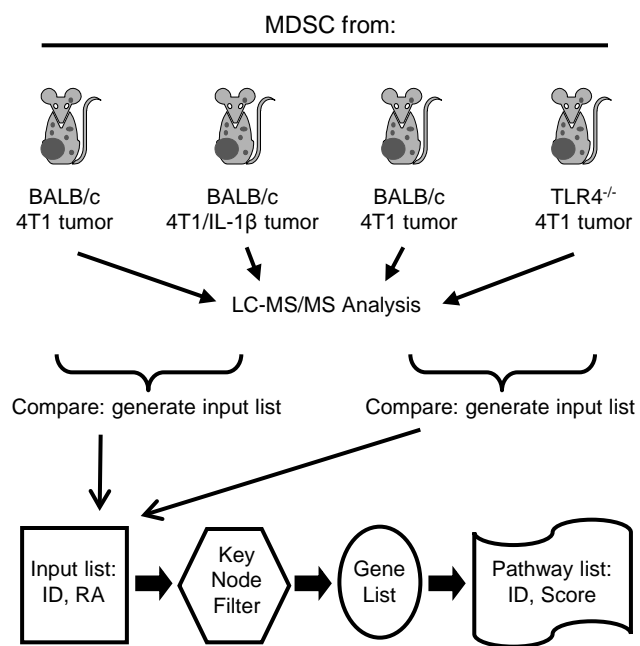 MDSC from:
BALB/c
4T1 tumor
BALB/c
4T1/IL-1β tumor
BALB/c
4T1 tumor
TLR4-/-
4T1 tumor
LC-MS/MS Analysis
Compare: generate input list
Compare: generate input list
Input list:
ID, RA
Key
Node
Filter
Gene
List
Pathway list:
ID, Score